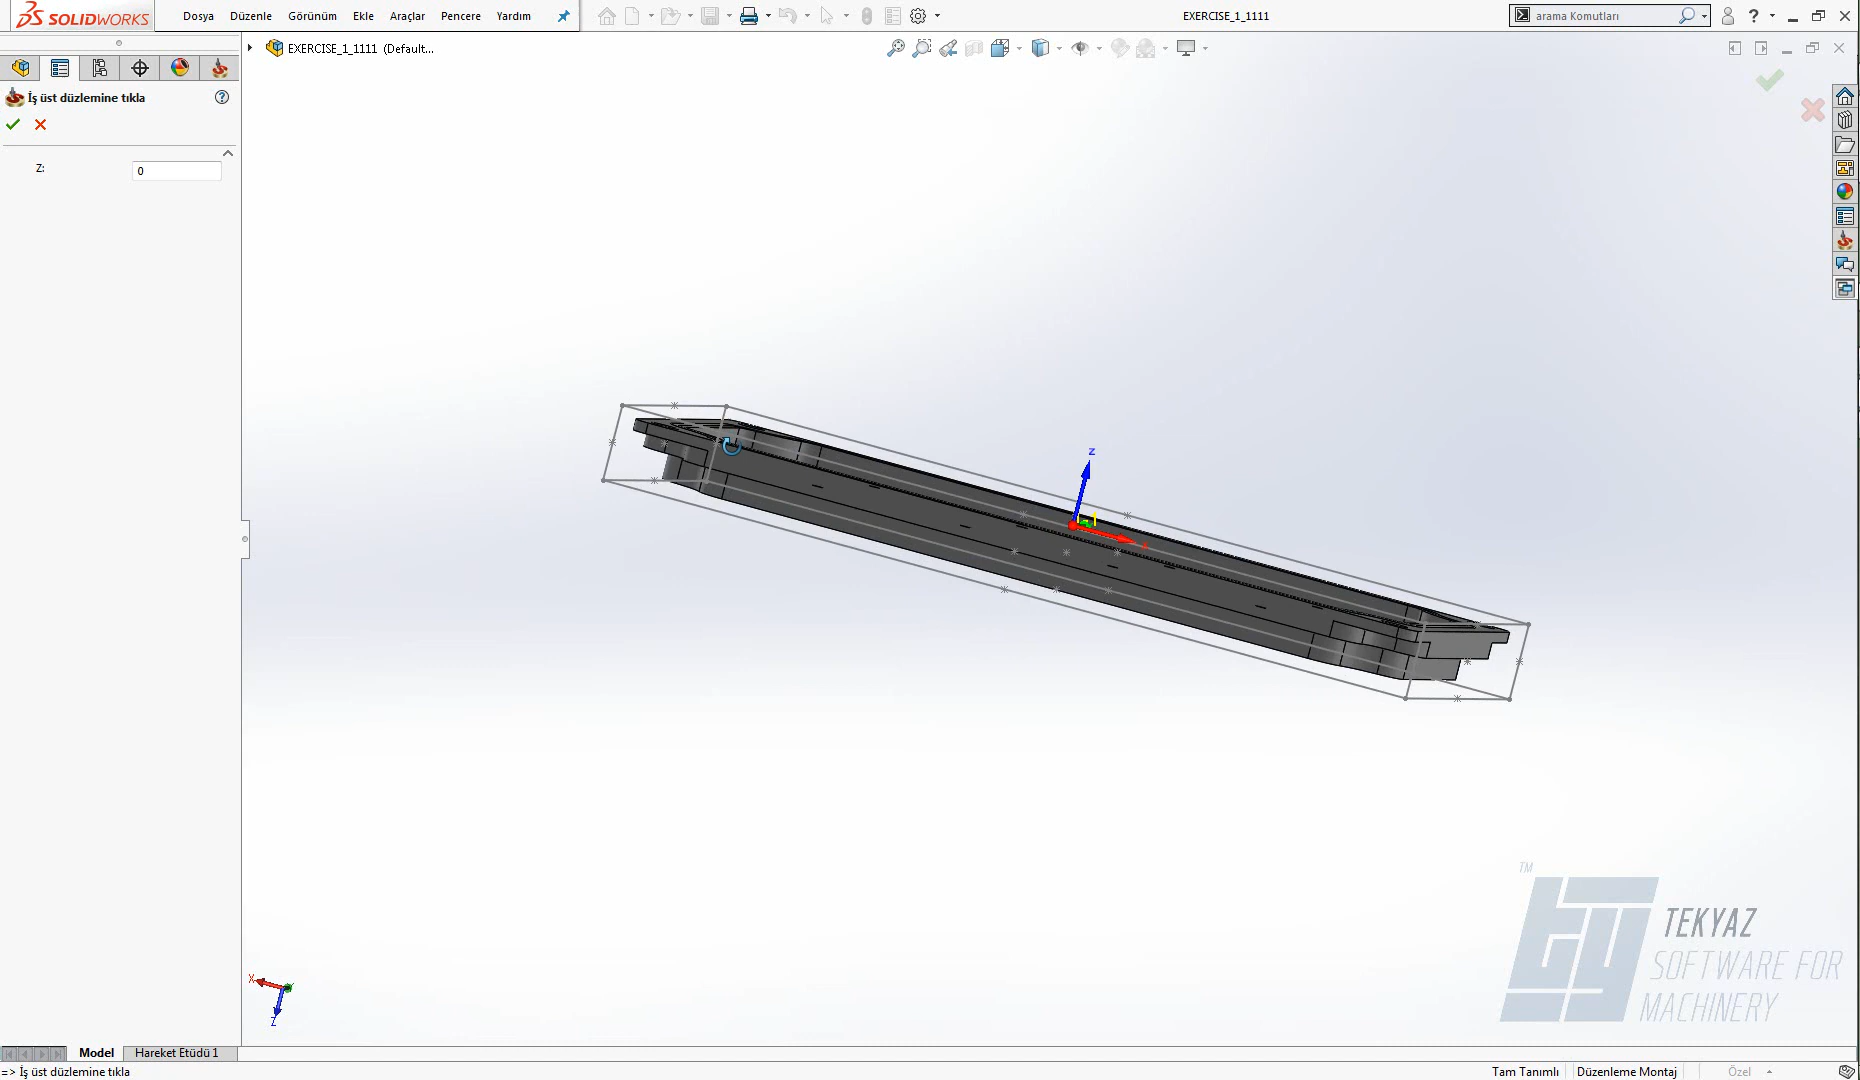 SOLIDWORKS
Dosya Düzenle Görünüm Ekle Araçlar Pencere Yardım
EXERCISE_1_1111
arama Komutları
EXERCISE_1_1111 (Default...
İş üst düzlemine tıkla
Z:
0
Z
X
X
Z
TM
TEKYAZ
SOFTWARE FOR
MACHINERY
Model Hareket Etüdü 1
=> İş üst düzlemine tıkla
Tam Tanımlı Düzenleme Montaj Özel